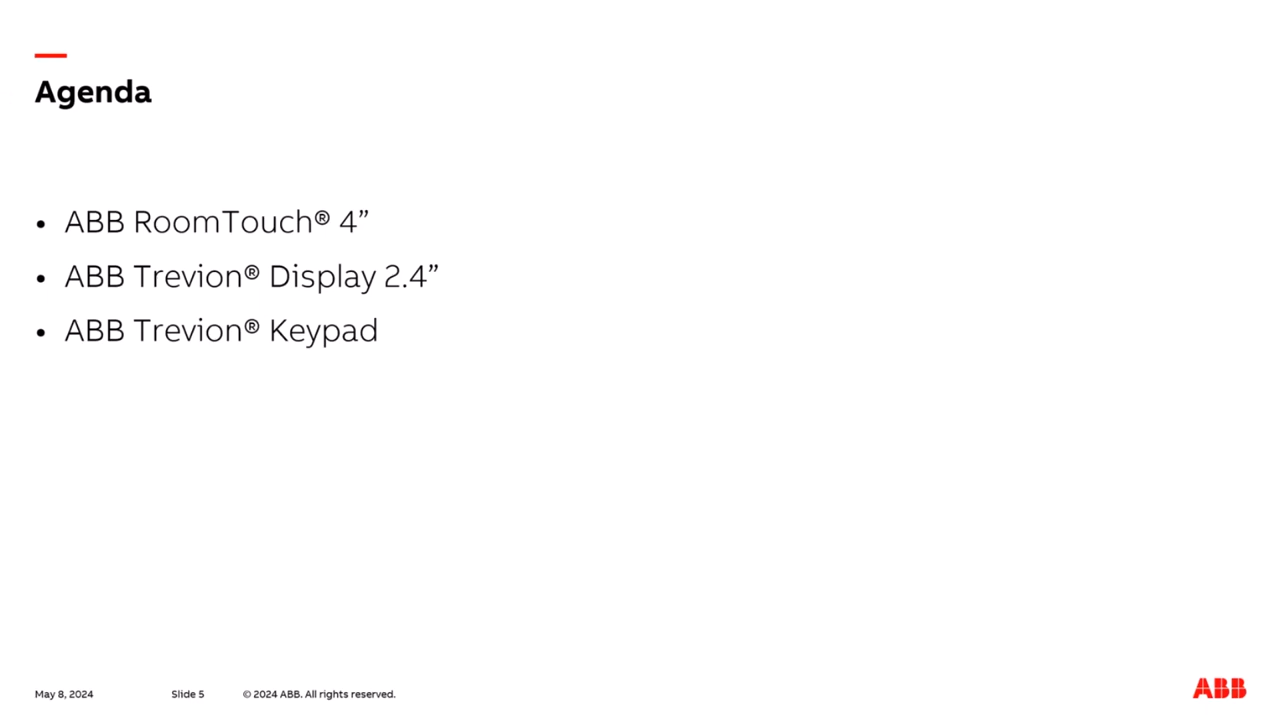 Agenda
• ABB RoomTouch® 4”
• ABB Trevion® Display 2.4”
• ABB Trevion® Keypad
May 8, 2024 Slide 5 © 2024 ABB. All rights reserved.
ABB